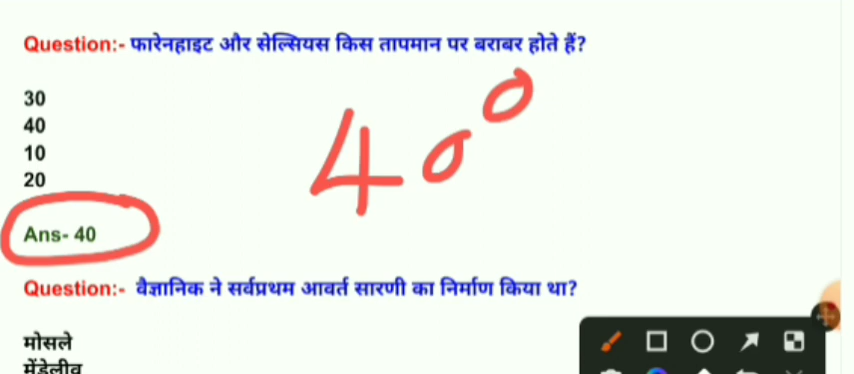 Question:- फारेनहाइट और सेल्सियस किस तापमान पर बराबर होते हैं?
30
40
10
20
40°
Ans- 40
Question:- वैज्ञानिक ने सर्वप्रथम आवर्त सारणी का निर्माण किया था?
मोसले
मेंडेलीव